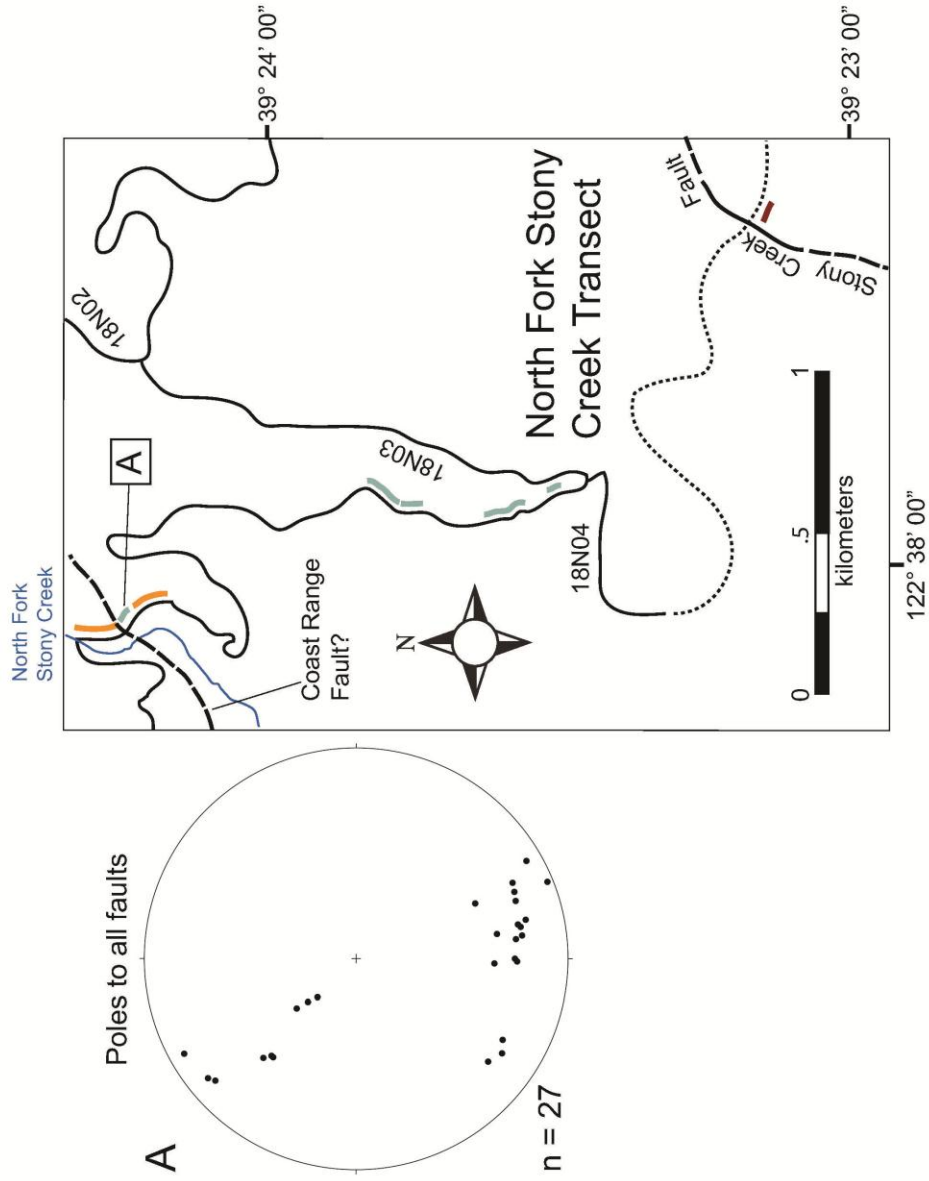 A
Poles to all faults
n = 27
North Fork
Stony Creek
A
18N02
Coast Range
Fault?
18N03
39° 24' 00"
N
North Fork Stony
Creek Transect
18N04
Fault
Creek
Stony
0
.5
1
kilometers
39° 23' 00"
122° 38' 00"